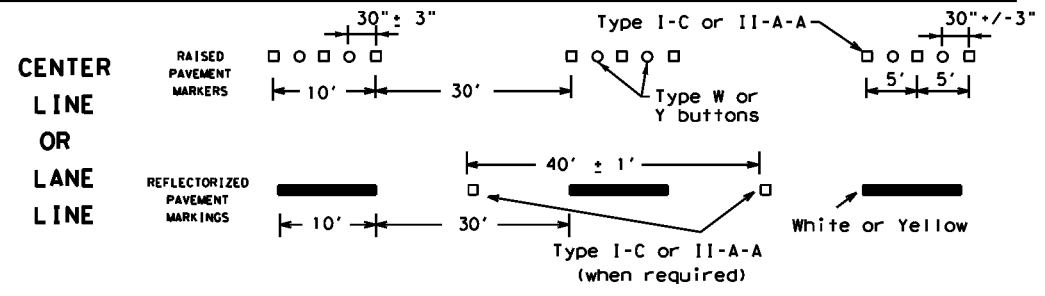 CENTER
LINE
OR
LANE
LINE
RAISED
PAVEMENT
MARKERS
30"± 3"
Type I-C or II-A-A
30"+/-3"
10'
30'
Type W or
Y buttons
5'
5'
REFLECTORIZED
PAVEMENT
MARKINGS
40' ± 1'
10'
30'
Type I-C or II-A-A
(when required)
White or Yellow